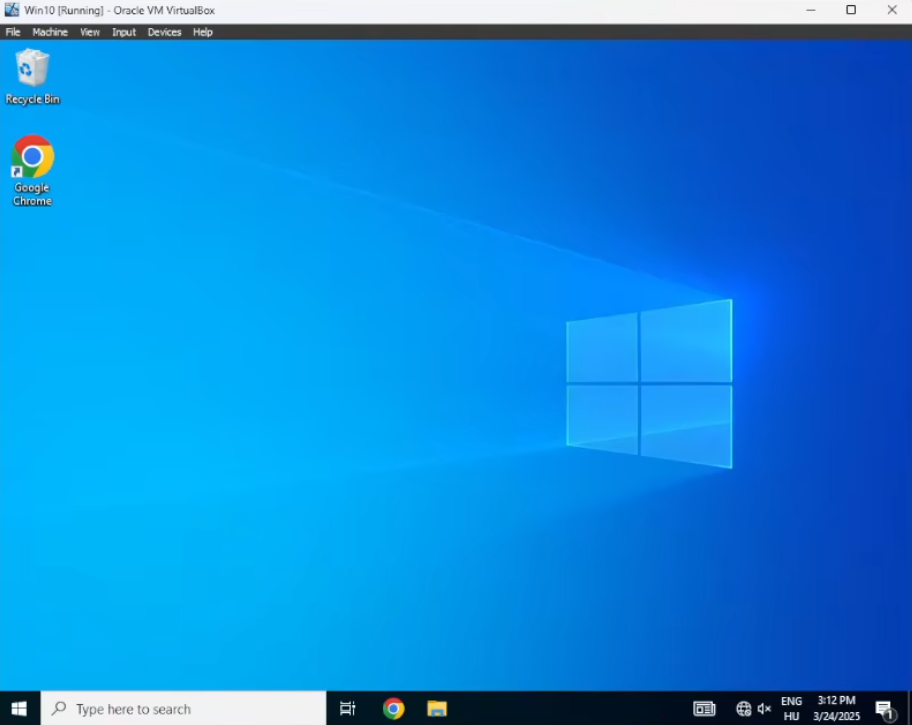 Win10 [Running] - Oracle VM VirtualBox
File Machine View Input Devices Help
Recycle Bin
Google
Chrome
Type here to search
ENG
HU
3:12 PM
3/24/2025
1